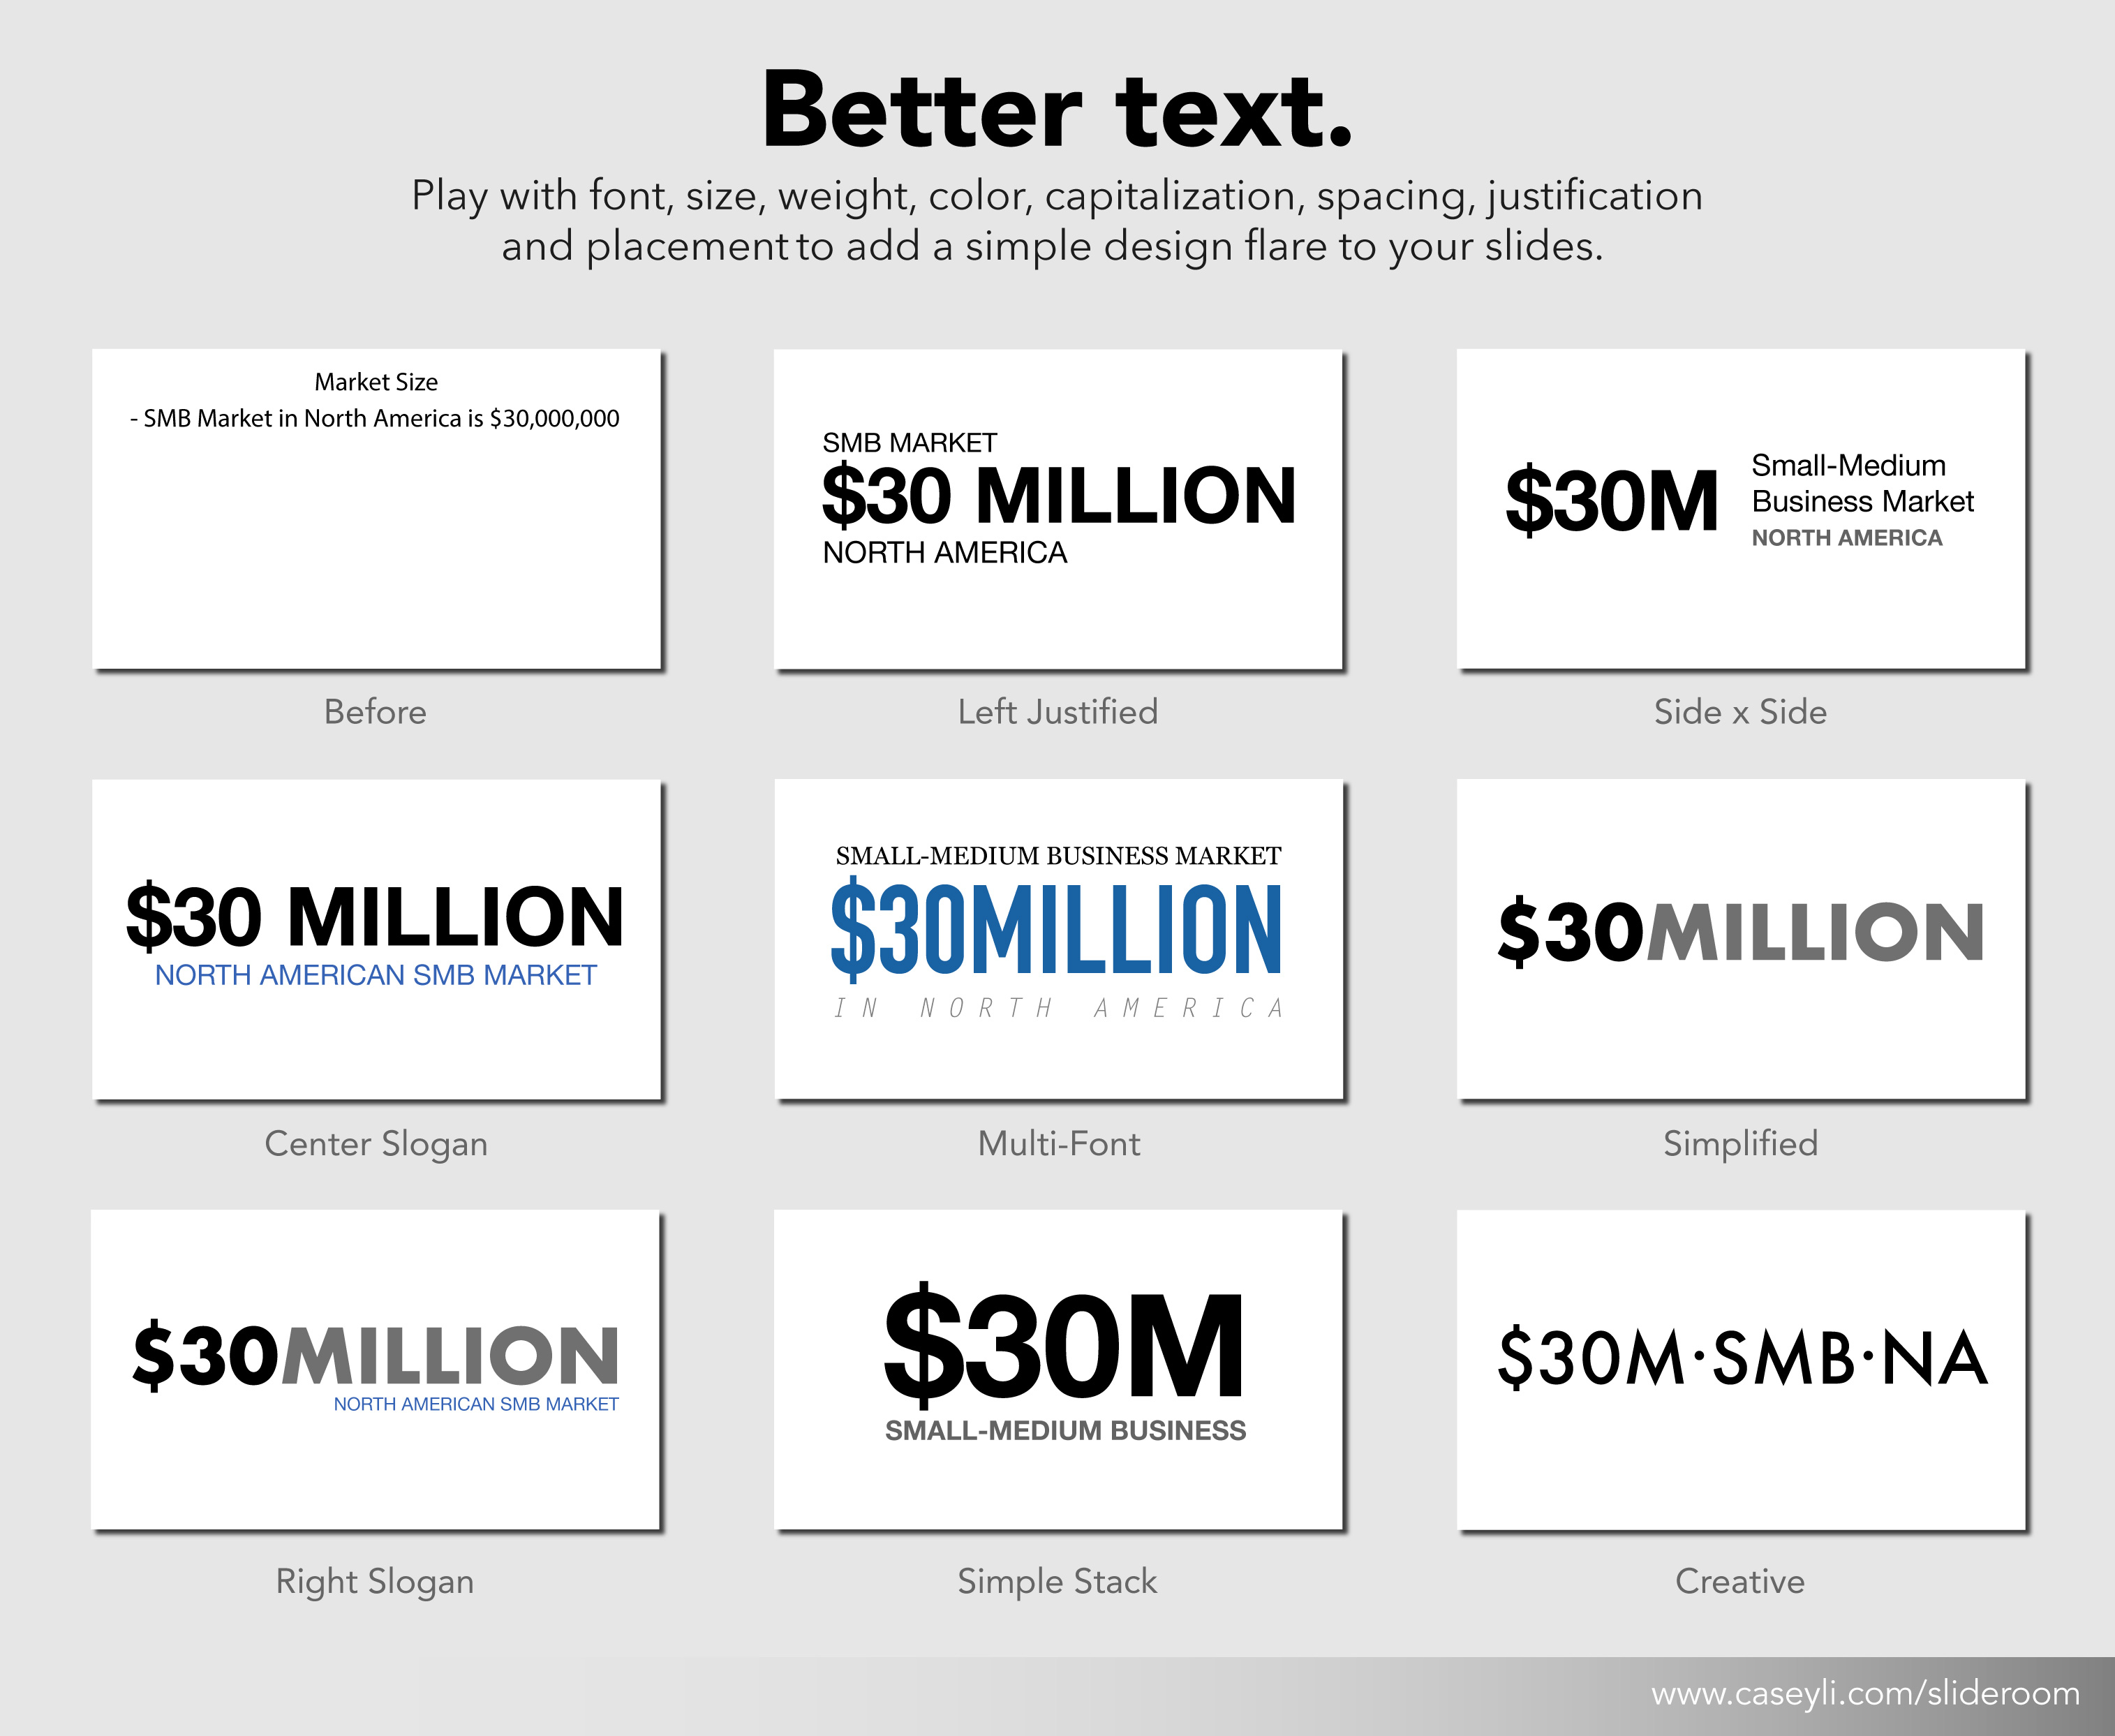 Better text.
Play with font, size, weight, color, capitalization, spacing, justification
and placement to add a simple design flare to your slides.
Market Size
- SMB Market in North America is $30,000,000
Before
SMB MARKET
$30 MILLION
NORTH AMERICA
Left Justified
$30M
Small-Medium
Business Market
NORTH AMERICA
Side x Side
$30 MILLION
NORTH AMERICAN SMB MARKET
Center Slogan
SMALL-MEDIUM BUSINESS MARKET
$30MILLION
IN NORTH AMERICA
Multi-Font
$30MILLION
Simplified
$30MILLION
NORTH AMERICAN SMB MARKET
Right Slogan
$30M
SMALL-MEDIUM BUSINESS
Simple Stack
$30M·SMB·NA
Creative
www.caseyli.com/slideroom